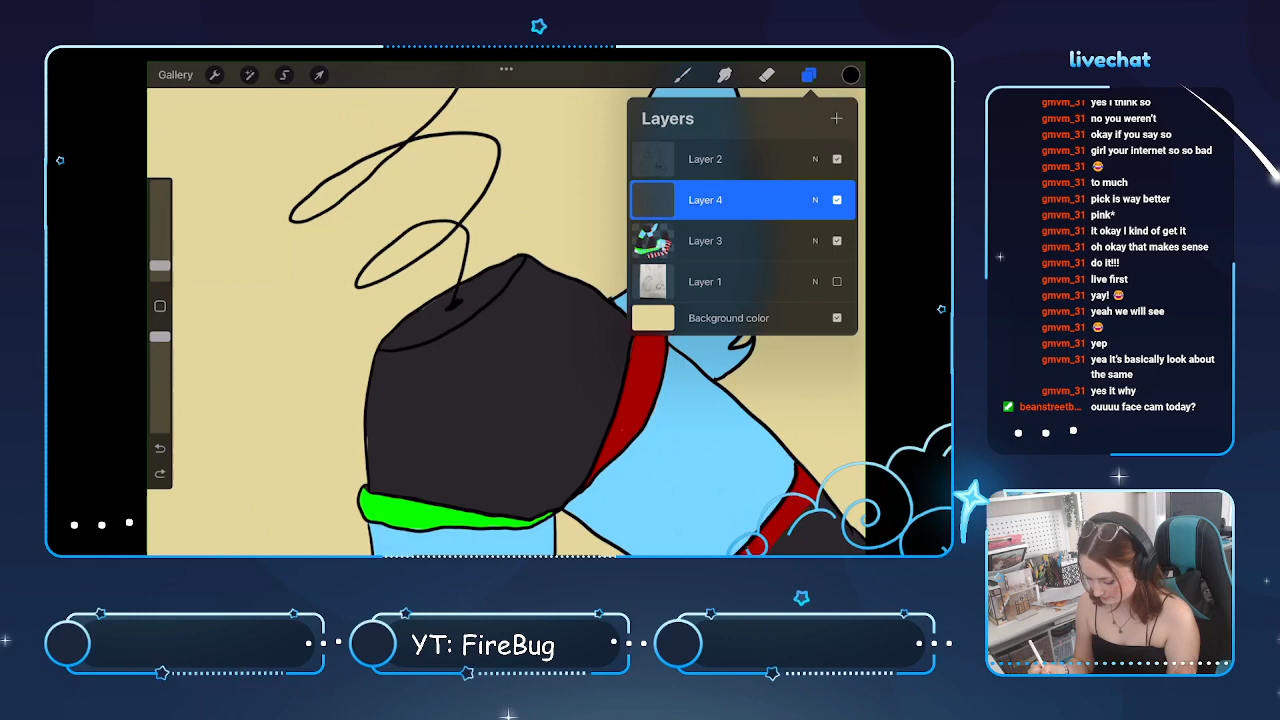 livechat
Gallery
Layers
Layer 2
N
Layer 4
N
Layer 3
N
Layer 1
N
Background color
gmvm_31 yes I think so
gmvm_31 no you weren't
gmvm_31 okay if you say so
gmvm_31 girl your internet so so bad
gmvm_31 😂
gmvm_31 to much
gmvm_31 pick is way better
gmvm_31 pink*
gmvm_31 it okay I kind of get it
gmvm_31 oh okay that makes sense
gmvm_31 do it!!!
gmvm_31 live first
gmvm_31 yay! 😂
gmvm_31 yeah we will see
gmvm_31 😂
gmvm_31 yep
gmvm_31 yea it's basically look about
the same
gmvm_31 yes it why
beanstreetb... ouuuu face cam today?
YT: FireBug